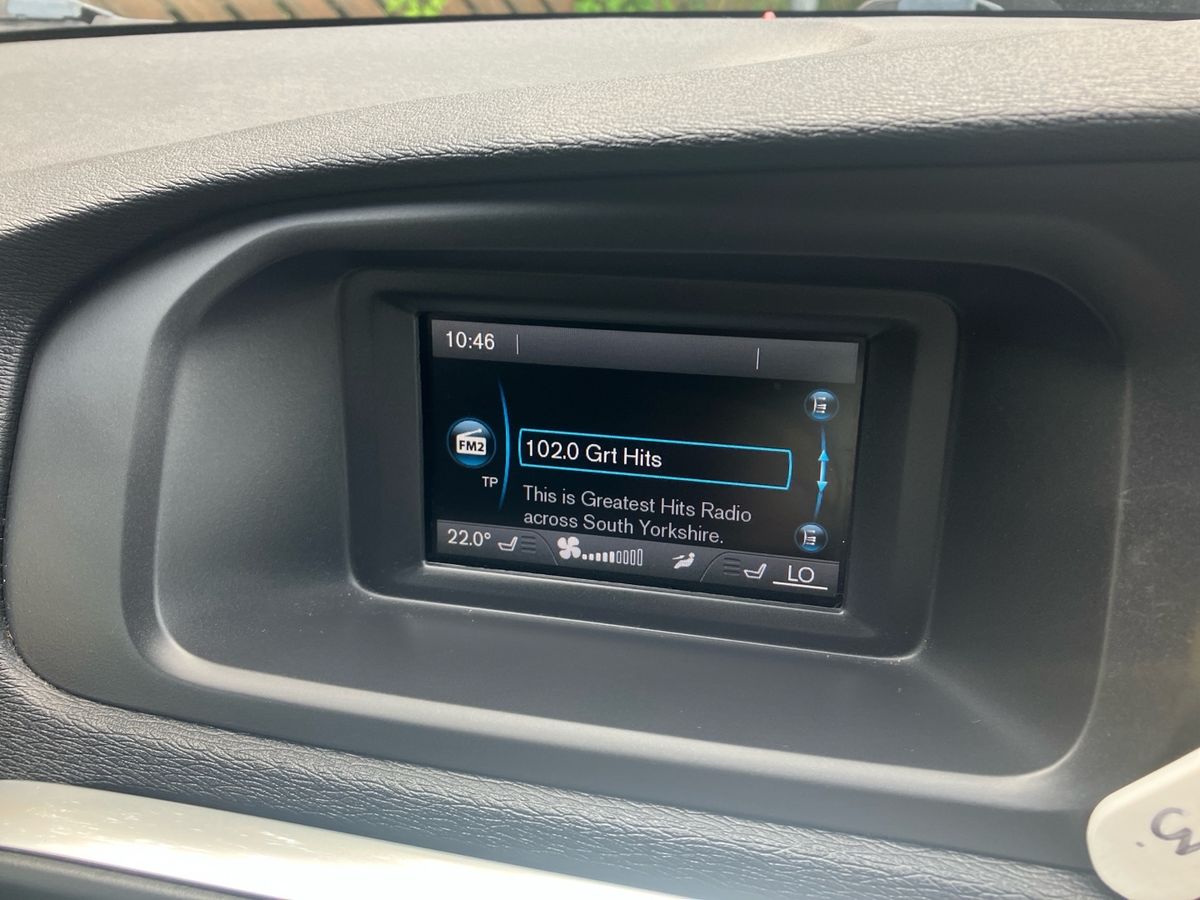 10:46
FM2
102.0 Grt Hits
TP
This is Greatest Hits Radio
across South Yorkshire.
22.0°
LO